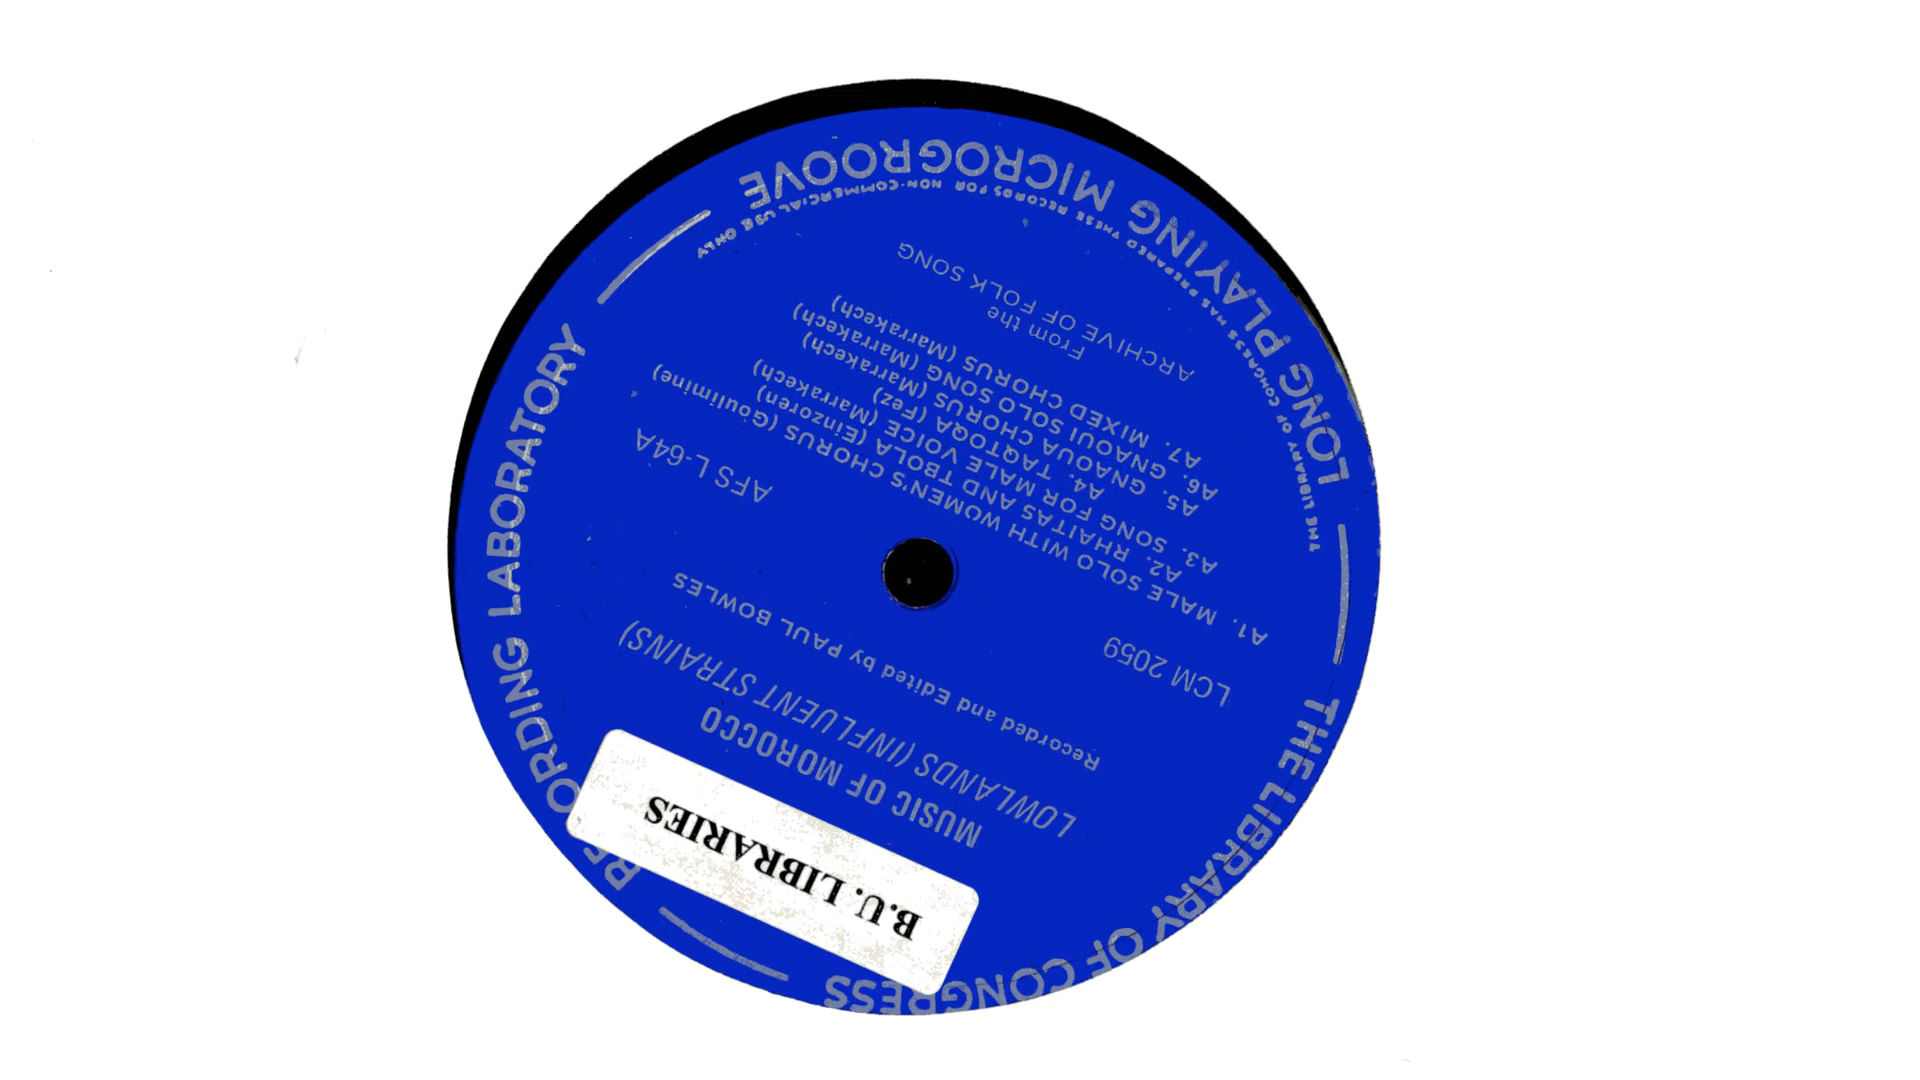 THE LIBRARY OF CONGRESS
RE ORDING LABORATORY
B.U. LIBRARIES
MUSIC OF MOROCCO
LOWLANDS (INFLUENT STRAINS)
Recorded and Edited by PAUL BOWLES
LCM 2059
AFS L-64A
A1. MALE SOLO WITH WOMEN'S CHORUS (Goulimine)
A2. RHAITAS AND TBOLA (Einzoren)
A3. SONG FOR MALE VOICE (Marrakech)
A4. TAQTOQA (Fez)
A5. GNAOUA CHORUS (Marrakech)
A6. GNAOUI SOLO SONG (Marrakech)
A7. MIXED CHORUS (Marrakech)
From the
ARCHIVE OF FOLK SONG
THE LIBRARY OF CONGRESS HAS PREPARED THESE RECORDS FOR NON-COMMERCIAL USE ONLY
LONG PLAYING MICROGROOVE